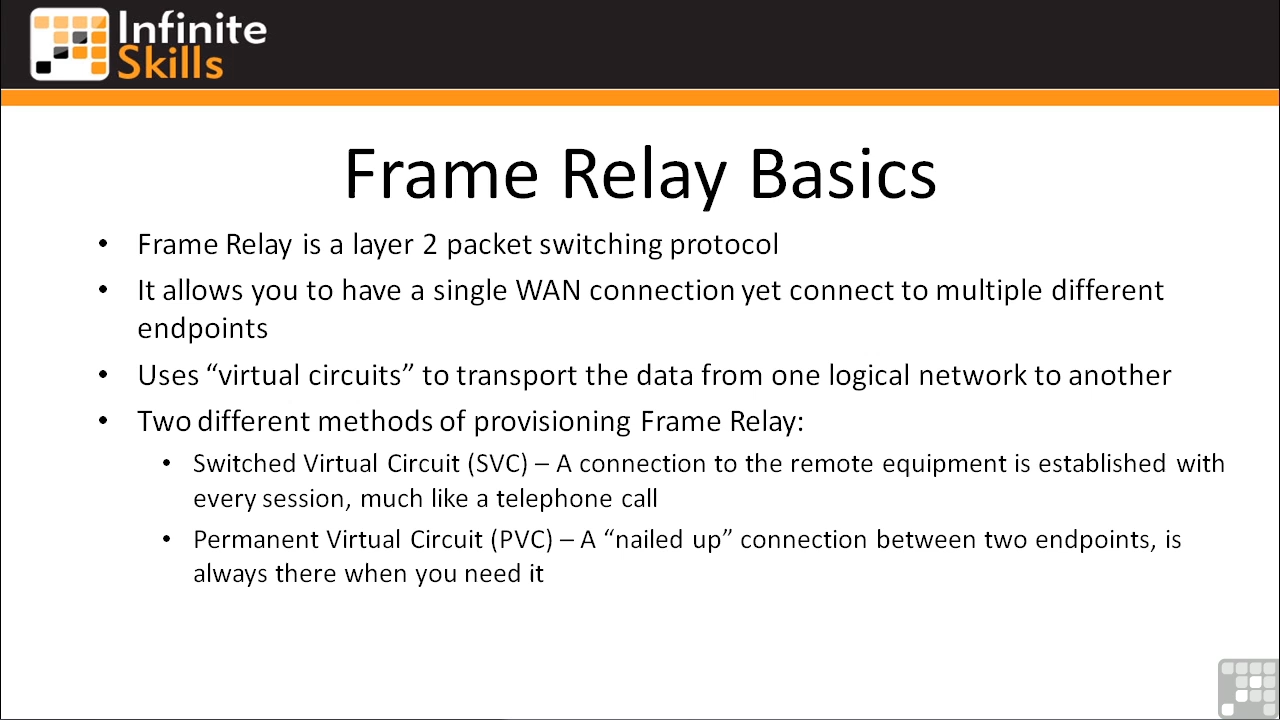 Infinite
Skills
Frame Relay Basics
• Frame Relay is a layer 2 packet switching protocol
• It allows you to have a single WAN connection yet connect to multiple different
endpoints
• Uses “virtual circuits” to transport the data from one logical network to another
• Two different methods of provisioning Frame Relay:
• Switched Virtual Circuit (SVC) – A connection to the remote equipment is established with
every session, much like a telephone call
• Permanent Virtual Circuit (PVC) – A “nailed up” connection between two endpoints, is
always there when you need it